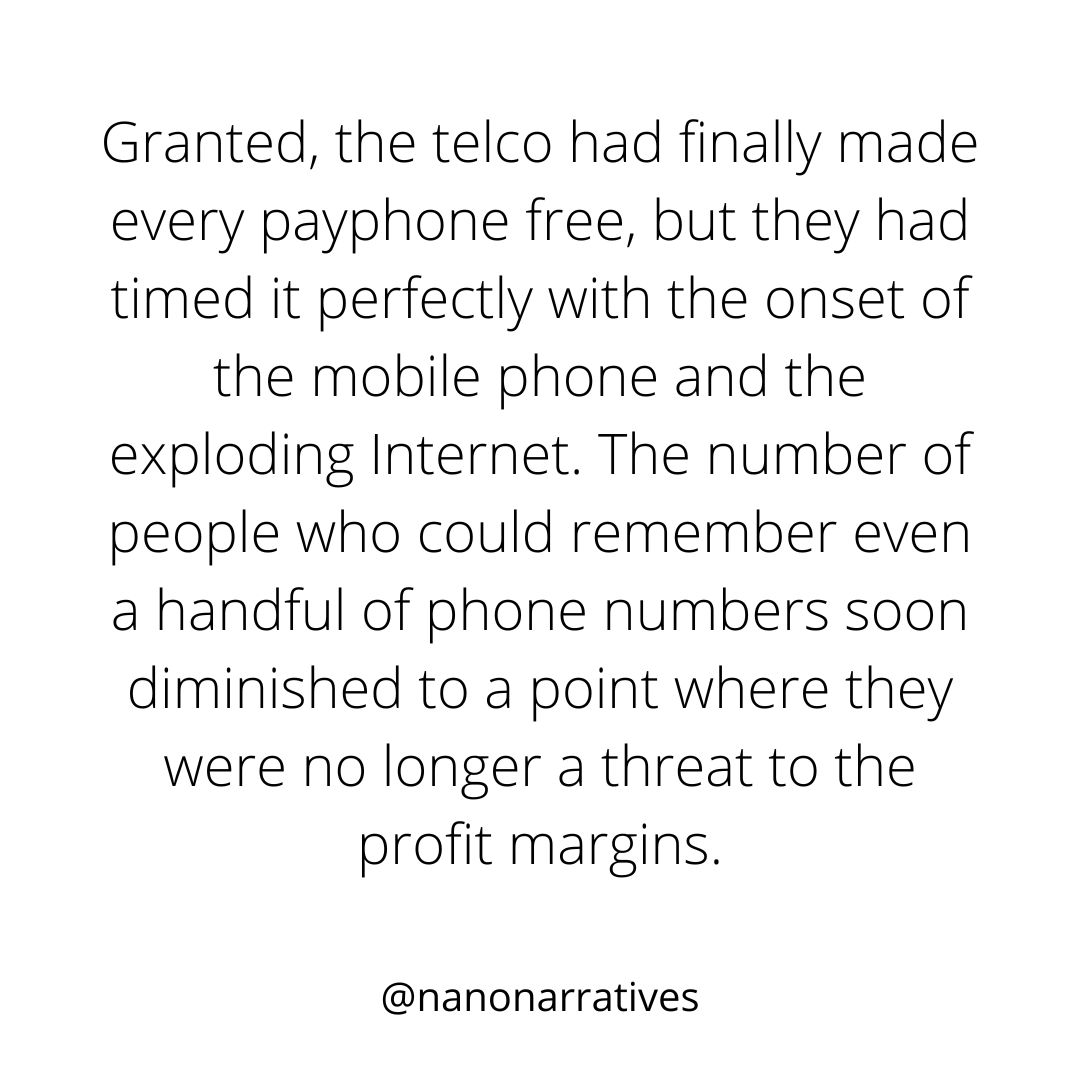 Granted, the telco had finally made
every payphone free, but they had
timed it perfectly with the onset of
the mobile phone and the
exploding Internet. The number of
people who could remember even
a handful of phone numbers soon
diminished to a point where they
were no longer a threat to the
profit margins.
@nanonarratives